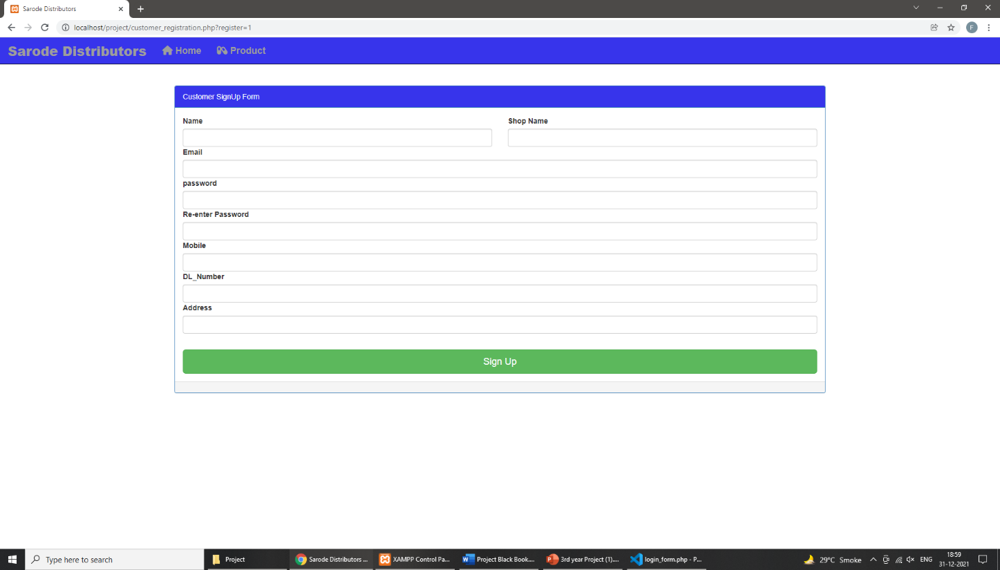 Sarode Distributors
localhost/project/customer_registration.php?register=1
F
Sarode Distributors Home Product
Customer SignUp Form
Name Shop Name
Email
password
Re-enter Password
Mobile
DL_Number
Address
Sign Up
Type here to search
Project
Sarode Distributors ...
XAMPP Control Pa...
Project Black Book....
3rd year Project (1)....
login_form.php - P...
29°C Smoke
ENG
18:59
31-12-2021